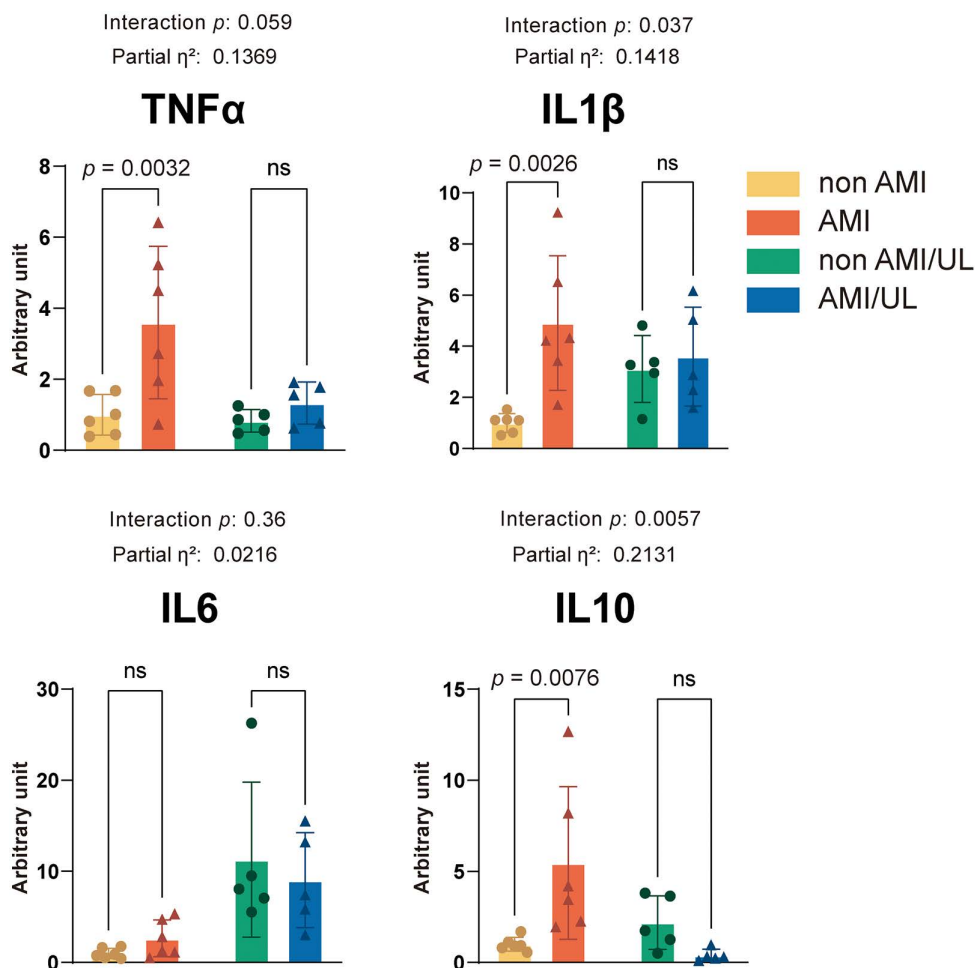 Interaction p: 0.059
Partial η²: 0.1369
TNFα
p = 0.0032
ns
Arbitrary unit
8
6
4
2
0
Interaction p: 0.037
Partial η²: 0.1418
IL1β
p = 0.0026
ns
Arbitrary unit
10
8
6
4
2
0
non AMI
AMI
non AMI/UL
AMI/UL
Interaction p: 0.36
Partial η²: 0.0216
IL6
ns
ns
Arbitrary unit
30
20
10
0
Interaction p: 0.0057
Partial η²: 0.2131
IL10
p = 0.0076
ns
Arbitrary unit
15
10
5
0